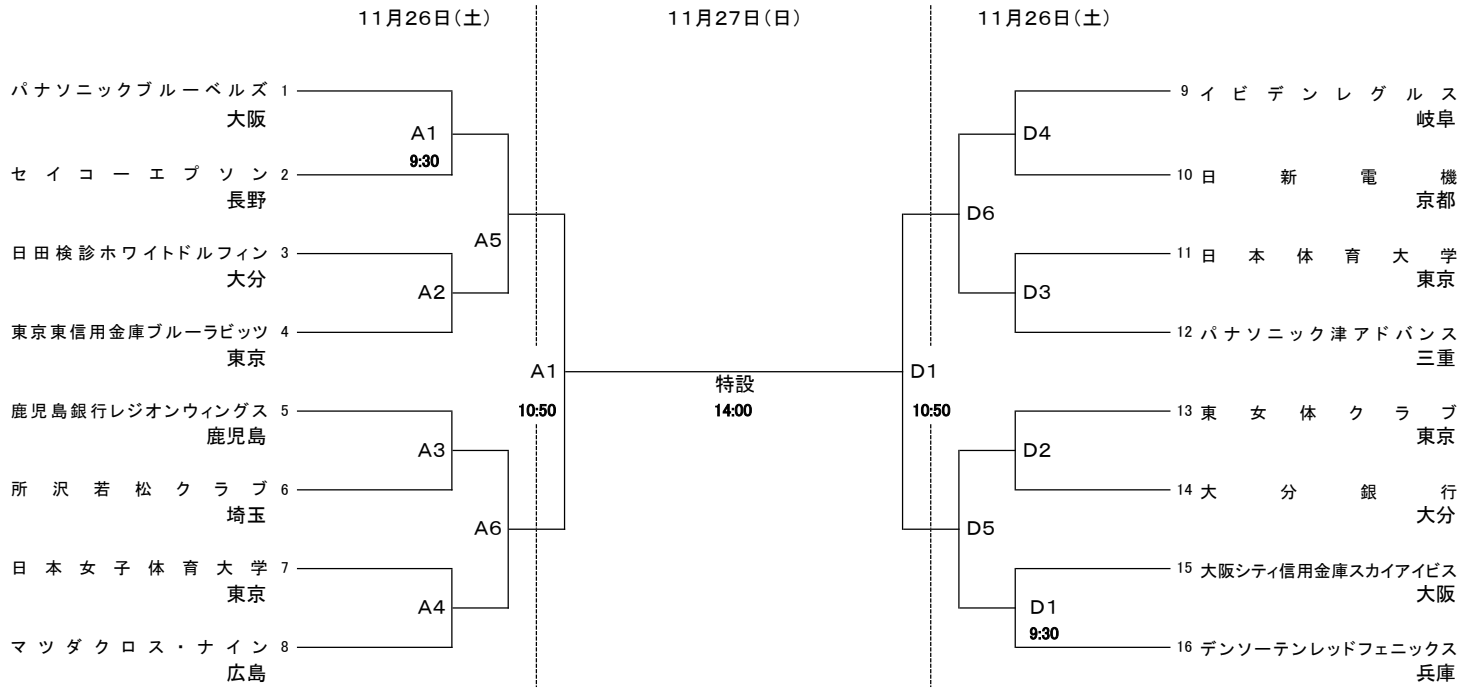 11月26日(土)
11月27日(日)
11月26日(土)
パナソニックブルーベルズ 1
大阪
A1
9:30
セイコーエプソン 2
長野
A5
日田検診ホワイトドルフィン 3
大分
A2
東京東信用金庫ブルーラビッツ 4
東京
A1
10:50
鹿児島銀行レジオンウィングス 5
鹿児島
A3
所沢若松クラブ 6
埼玉
A6
日本女子体育大学 7
東京
A4
マツダクロス・ナイン 8
広島
特設
14:00
9 イビデンレグルス
岐阜
D4
10 日新電機
京都
D6
11 日本体育大学
東京
D3
12 パナソニック津アドバンス
三重
D1
10:50
13 東女体クラブ
東京
D2
14 大分銀行
大分
D5
15 大阪シティ信用金庫スカイアイビス
大阪
D1
9:30
16 デンソーテンレッドフェニックス
兵庫